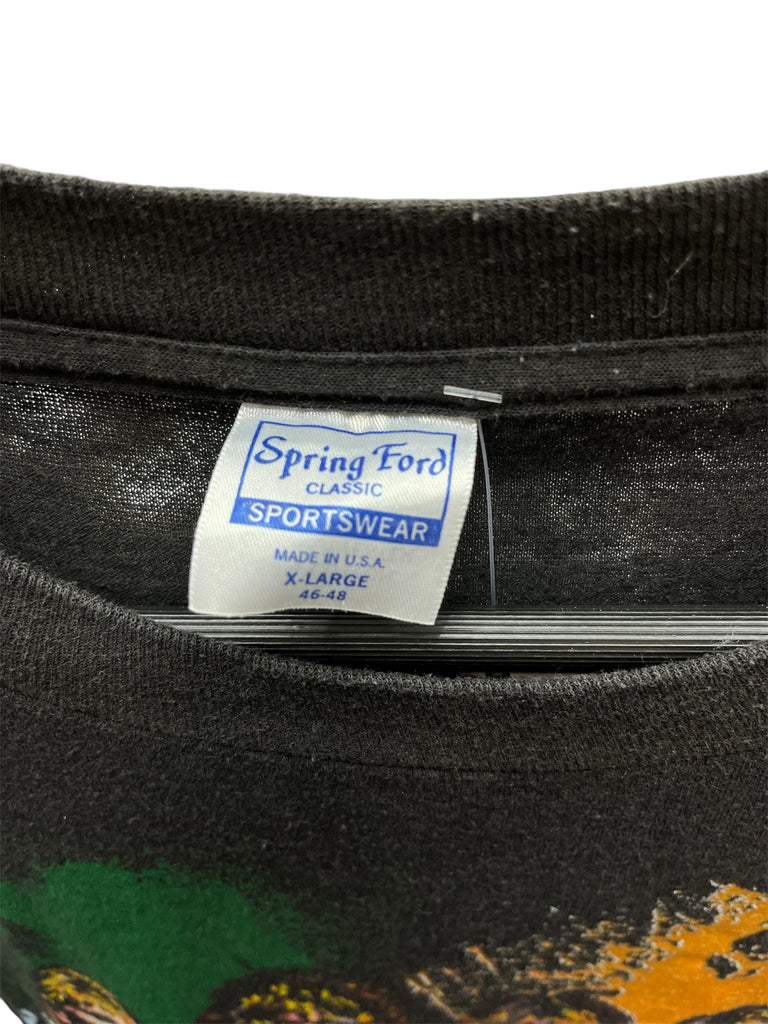 Spring Ford
CLASSIC
SPORTSWEAR
MADE IN U.S.A.
X-LARGE
46-48